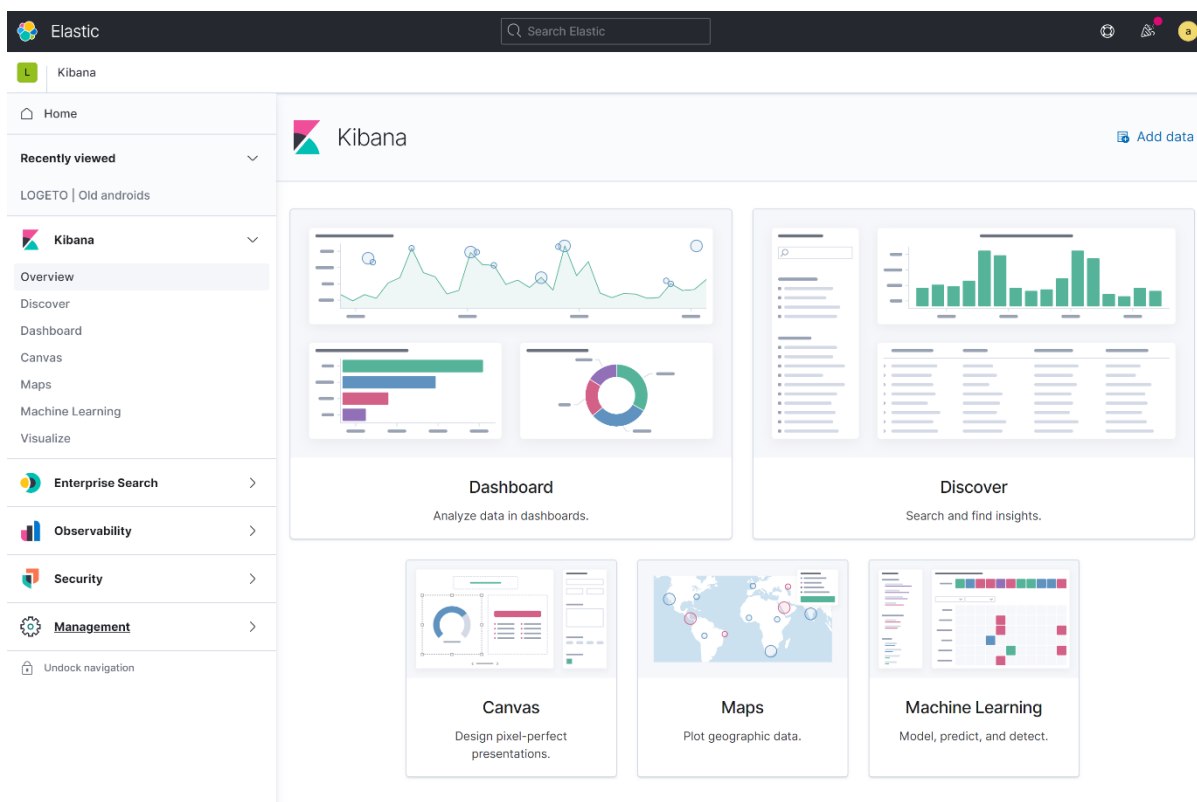 Elastic
Search Elastic
a
L
Kibana
Home
Recently viewed
LOGETO | Old androids
Kibana
Overview
Discover
Dashboard
Canvas
Maps
Machine Learning
Visualize
Enterprise Search
Observability
Security
Management
Undock navigation
Kibana
Add data
Dashboard
Analyze data in dashboards.
Discover
Search and find insights.
Canvas
Design pixel-perfect
presentations.
Maps
Plot geographic data.
Machine Learning
Model, predict, and detect.